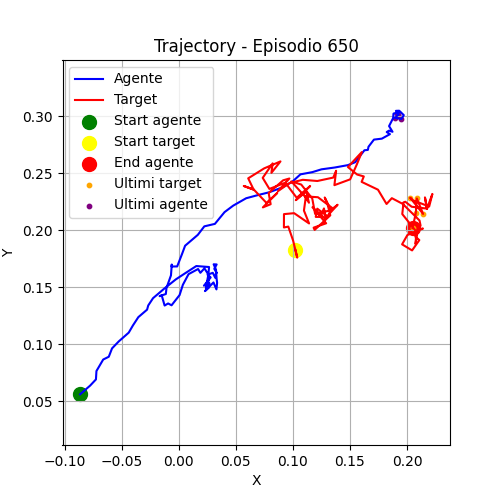 Trajectory - Episodio 650
Agente
Target
Start agente
Start target
End agente
Ultimi target
Ultimi agente
Y
0.30
0.25
0.20
0.15
0.10
0.05
−0.10 −0.05 0.00 0.05 0.10 0.15 0.20
X